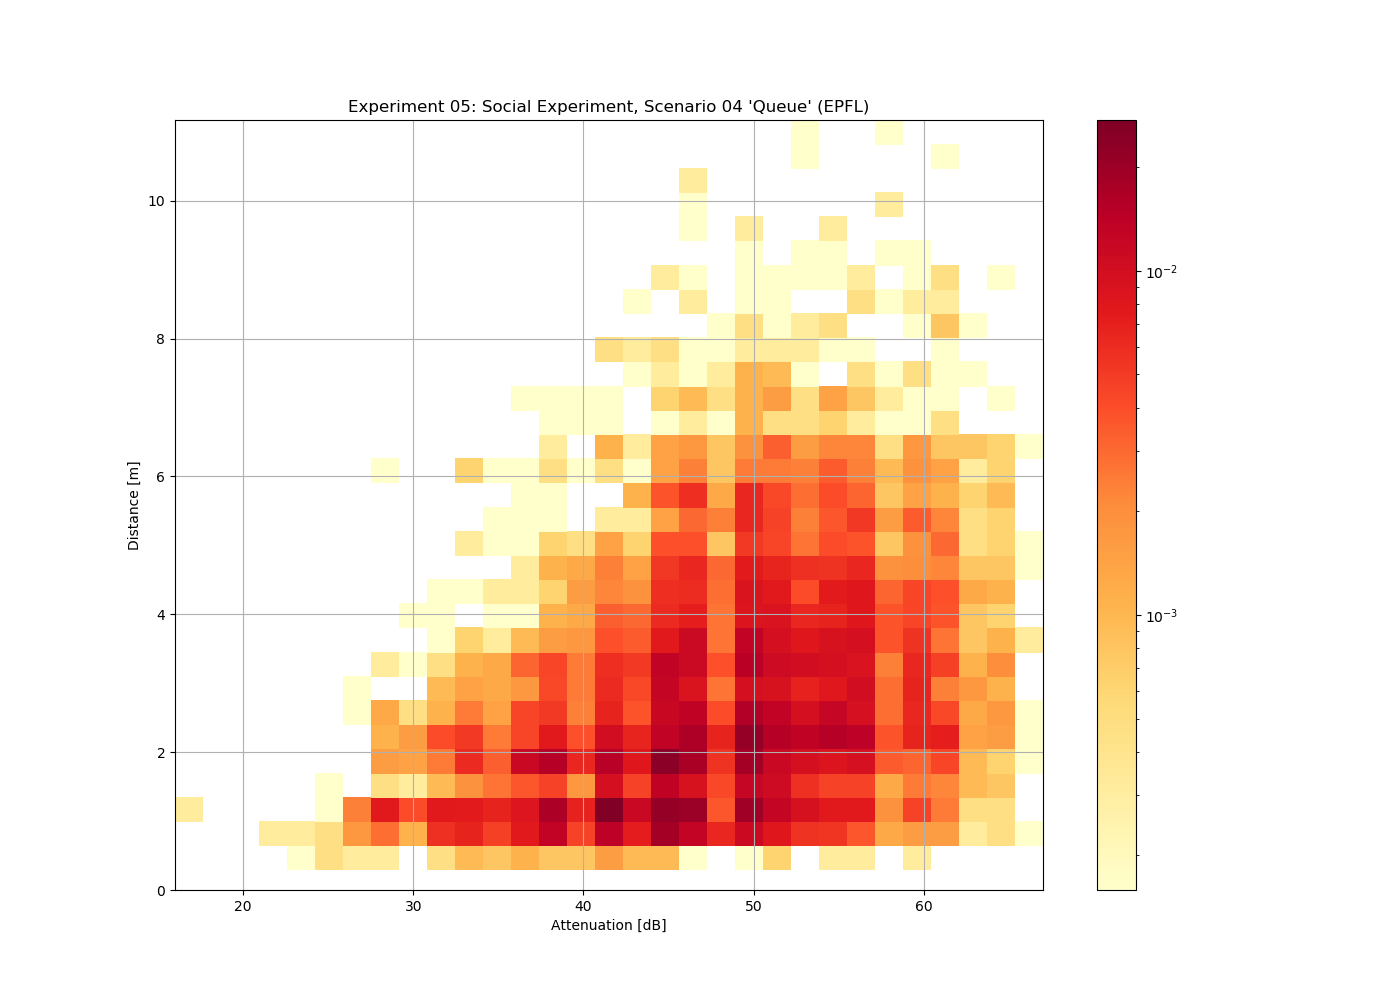 Experiment 05: Social Experiment, Scenario 04 'Queue' (EPFL)
10
8
6
4
2
0
Distance [m]
20 30 40 50 60
Attenuation [dB]
10⁻²
10⁻³